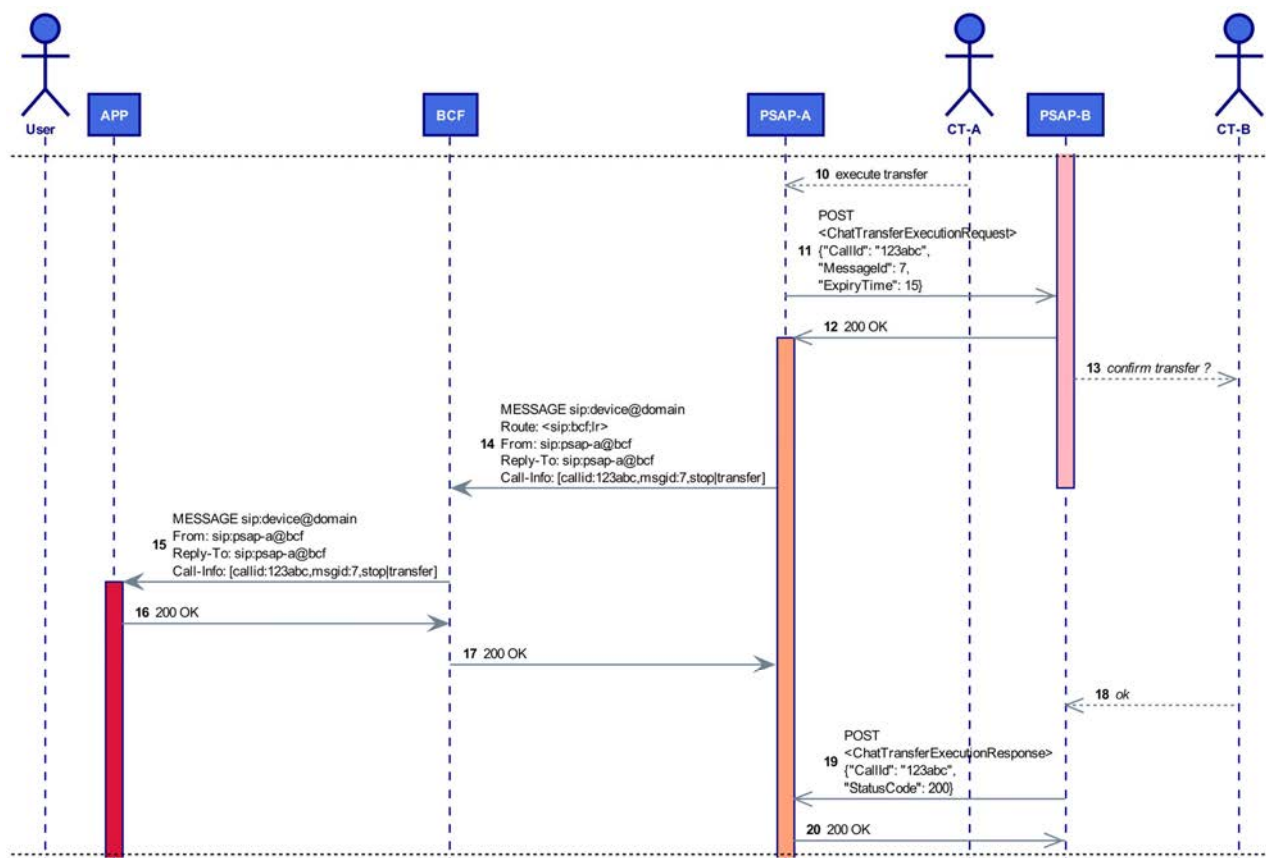 User
APP
BCF
PSAP-A
CT-A
PSAP-B
CT-B
10 execute transfer
POST
<ChatTransferExecutionRequest>
11 {"CallId": "123abc",
"MessageId": 7,
"ExpiryTime": 15}
12 200 OK
13 confirm transfer ?
MESSAGE sip:device@domain
Route: <sip:bcf;lr>
14 From: sip:psap-a@bcf
Reply-To: sip:psap-a@bcf
Call-Info: [callid:123abc,msgid:7,stop|transfer]
MESSAGE sip:device@domain
15 From: sip:psap-a@bcf
Reply-To: sip:psap-a@bcf
Call-Info: [callid:123abc,msgid:7,stop|transfer]
16 200 OK
17 200 OK
18 ok
POST
19 <ChatTransferExecutionResponse>
{"CallId": "123abc",
"StatusCode": 200}
20 200 OK